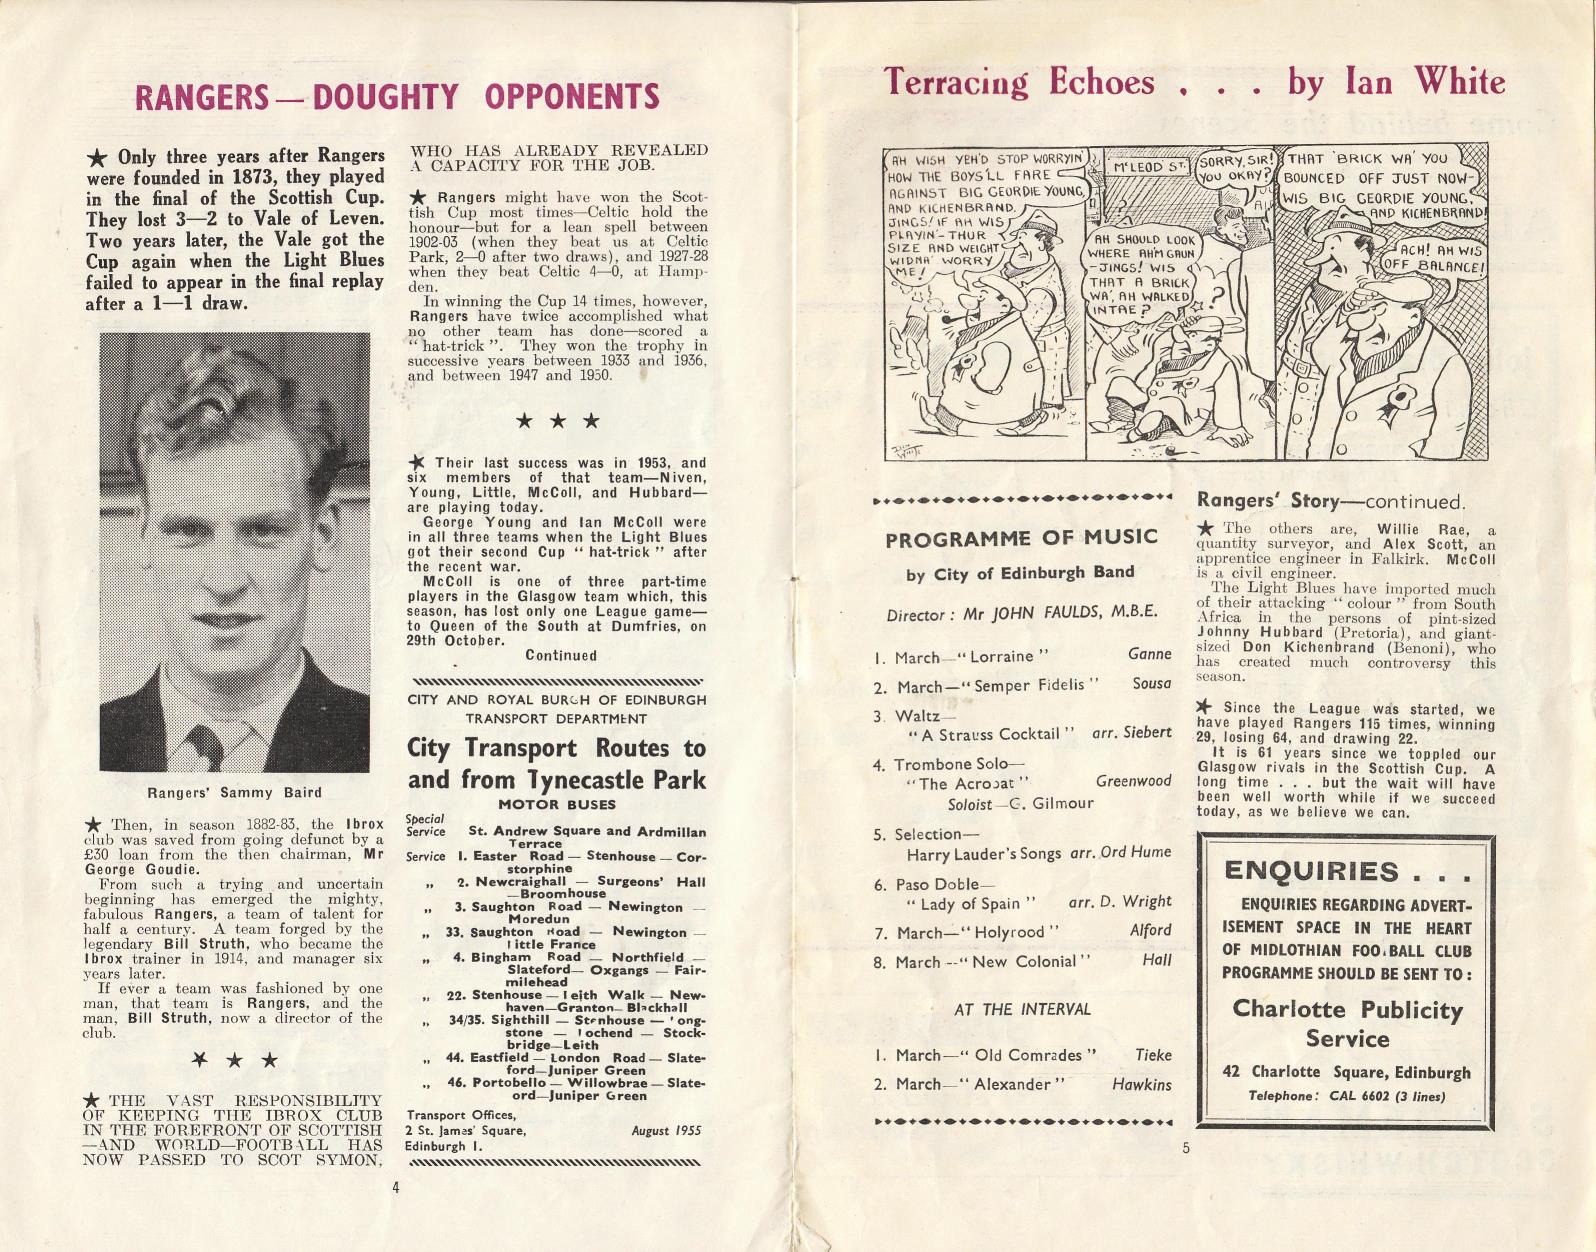 RANGERS — DOUGHTY OPPONENTS
★ Only three years after Rangers
were founded in 1873, they played
in the final of the Scottish Cup.
They lost 3—2 to Vale of Leven.
Two years later, the Vale got the
Cup again when the Light Blues
failed to appear in the final replay
after a 1—1 draw.
Rangers' Sammy Baird
★ Then, in season 1882-83, the Ibrox
club was saved from going defunct by a
£30 loan from the then chairman, Mr
George Goudie.
From such a trying and uncertain
beginning has emerged the mighty,
fabulous Rangers, a team of talent for
half a century. A team forged by the
legendary Bill Struth, who became the
Ibrox trainer in 1914, and manager six
years later.
If ever a team was fashioned by one
man, that team is Rangers, and the
man, Bill Struth, now a director of the
club.
★ ★ ★
★ THE VAST RESPONSIBILITY
OF KEEPING THE IBROX CLUB
IN THE FOREFRONT OF SCOTTISH
—AND WORLD—FOOTBALL HAS
NOW PASSED TO SCOT SYMON,
WHO HAS ALREADY REVEALED
A CAPACITY FOR THE JOB.
★ Rangers might have won the Scot-
tish Cup most times—Celtic hold the
honour—but for a lean spell between
1902-03 (when they beat us at Celtic
Park, 2—0 after two draws), and 1927-28
when they beat Celtic 4—0, at Hamp-
den.
In winning the Cup 14 times, however,
Rangers have twice accomplished what
no other team has done—scored a
“ hat-trick ”. They won the trophy in
successive years between 1933 and 1936,
and between 1947 and 1950.
★ ★ ★
★ Their last success was in 1953, and
six members of that team—Niven,
Young, Little, McColl, and Hubbard—
are playing today.
George Young and Ian McColl were
in all three teams when the Light Blues
got their second Cup “ hat-trick ” after
the recent war.
McColl is one of three part-time
players in the Glasgow team which, this
season, has lost only one League game—
to Queen of the South at Dumfries, on
29th October.
Continued
CITY AND ROYAL BURGH OF EDINBURGH
TRANSPORT DEPARTMENT
City Transport Routes to
and from Tynecastle Park
MOTOR BUSES
Special
Service St. Andrew Square and Ardmillan
Terrace
Service 1. Easter Road — Stenhouse — Cor-
storphine
„ 2. Newcraighall — Surgeons' Hall
—Broomhouse
„ 3. Saughton Road — Newington —
Moredun
„ 33. Saughton Road — Newington —
Little France
„ 4. Bingham Road — Northfield —
Slateford— Oxgangs — Fair-
milehead
„ 22. Stenhouse — Leith Walk — New-
haven—Granton—Blackhall
„ 34/35. Sighthill — Stenhouse — Long-
stone — Lochend — Stock-
bridge—Leith
„ 44. Eastfield — London Road — Slate-
ford—Juniper Green
„ 46. Portobello — Willowbrae — Slate-
ord—Juniper Green
Transport Offices,
2 St. James' Square, August 1955
Edinburgh 1.
4
Terracing Echoes . . . by Ian White
AH WISH YEH'D STOP WORRYIN'
HOW THE BOYS'LL FARE
AGAINST BIG GEORDIE YOUNG,
AND KICHENBRAND.
JINGS! IF AH WIS
PLAYIN'-THUR
SIZE AND WEIGHT
WIDNA' WORRY
ME!
McLEOD ST.
SORRY, SIR!
YOU OKAY?
AH SHOULD LOOK
WHERE AH'M GAUN
-JINGS! WIS
THAT A BRICK
WA', AH WALKED
INTAE?
?
THAT 'BRICK WA' YOU
BOUNCED OFF JUST NOW-
WIS BIG GEORDIE YOUNG,
AND KICHENBRAND!
ACH! AH WIS
OFF BALANCE!
IAN
WHITE
PROGRAMME OF MUSIC
by City of Edinburgh Band
Director : Mr JOHN FAULDS, M.B.E.
1. March—“ Lorraine ” Ganne
2. March—“ Semper Fidelis ” Sousa
3. Waltz—
“ A Strauss Cocktail ” arr. Siebert
4. Trombone Solo—
“The Acrobat ” Greenwood
Soloist—G. Gilmour
5. Selection—
Harry Lauder's Songs arr. Ord Hume
6. Paso Doble—
“ Lady of Spain ” arr. D. Wright
7. March—“ Holyrood ” Alford
8. March --“ New Colonial ” Hall
AT THE INTERVAL
1. March—“ Old Comrades ” Tieke
2. March—“ Alexander ” Hawkins
Rangers' Story—continued.
★ The others are, Willie Rae, a
quantity surveyor, and Alex Scott, an
apprentice engineer in Falkirk. McColl
is a civil engineer.
The Light Blues have imported much
of their attacking “ colour ” from South
Africa in the persons of pint-sized
Johnny Hubbard (Pretoria), and giant-
sized Don Kichenbrand (Benoni), who
has created much controversy this
season.
★ Since the League was started, we
have played Rangers 115 times, winning
29, losing 64, and drawing 22.
It is 61 years since we toppled our
Glasgow rivals in the Scottish Cup. A
long time . . . but the wait will have
been well worth while if we succeed
today, as we believe we can.
ENQUIRIES . . .
ENQUIRIES REGARDING ADVERT-
ISEMENT SPACE IN THE HEART
OF MIDLOTHIAN FOOTBALL CLUB
PROGRAMME SHOULD BE SENT TO :
Charlotte Publicity
Service
42 Charlotte Square, Edinburgh
Telephone: CAL 6602 (3 lines)
5